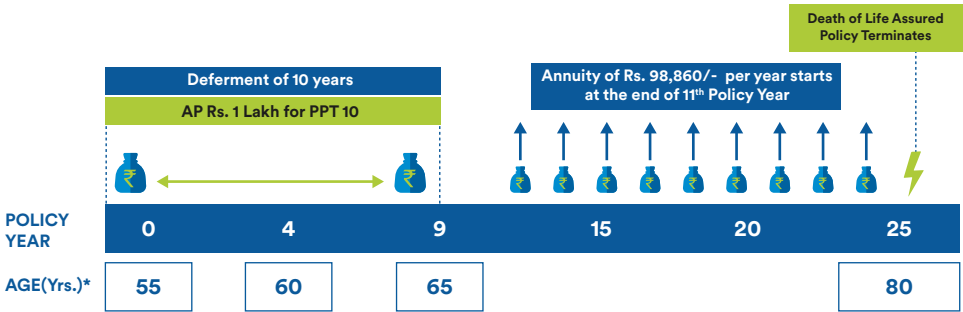 Death of Life Assured
Policy Terminates
Deferment of 10 years
AP Rs. 1 Lakh for PPT 10
Annuity of Rs. 98,860/- per year starts
at the end of 11th Policy Year
₹ ₹ ₹ ₹ ₹ ₹ ₹ ₹ ₹ ₹ ₹
POLICY
YEAR
0 4 9 15 20 25
AGE(Yrs.)* 55 60 65 80